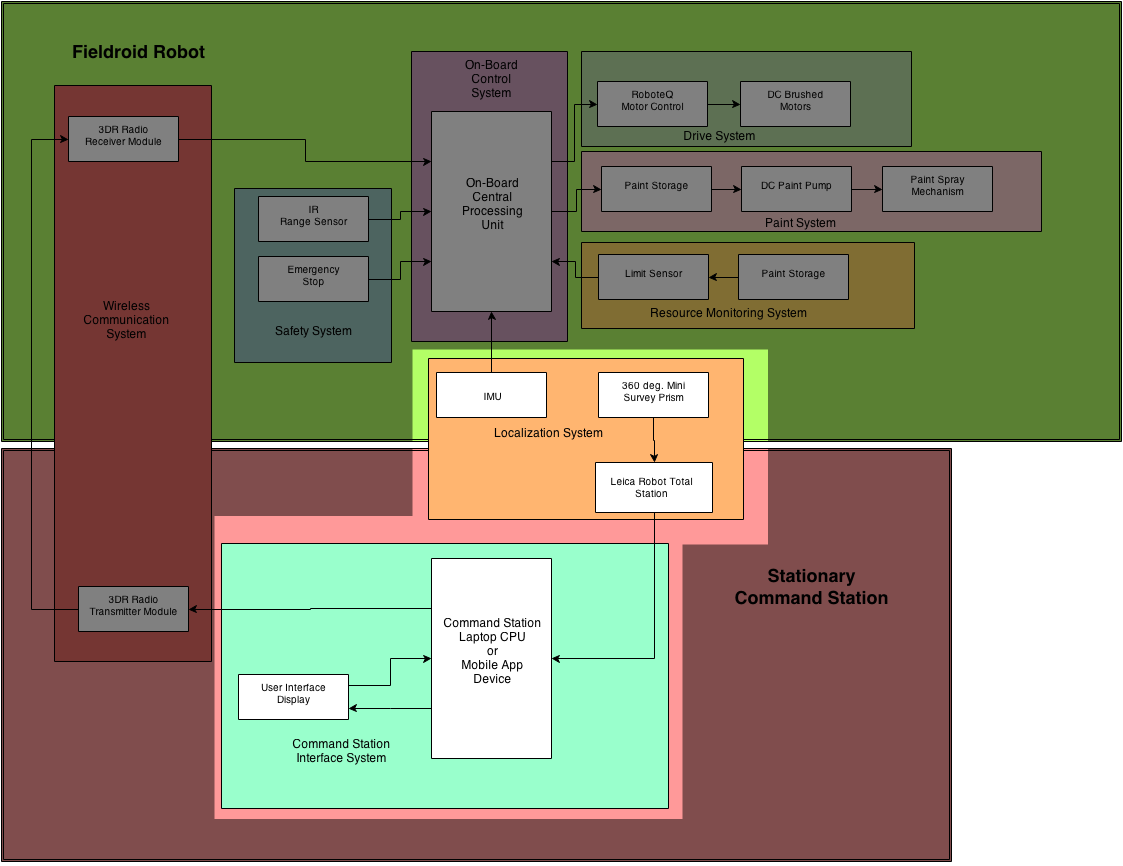 Fieldroid Robot
On-Board
Control
System
RoboteQ
Motor Control
DC Brushed
Motors
Drive System
3DR Radio
Receiver Module
On-Board
Central
Processing
Unit
Paint Storage
DC Paint Pump
Paint Spray
Mechanism
Paint System
IR
Range Sensor
Emergency
Stop
Safety System
Limit Sensor
Paint Storage
Resource Monitoring System
Wireless
Communication
System
IMU
360 deg. Mini
Survey Prism
Localization System
Leica Robot Total
Station
Stationary
Command Station
3DR Radio
Transmitter Module
Command Station
Laptop CPU
or
Mobile App
Device
User Interface
Display
Command Station
Interface System